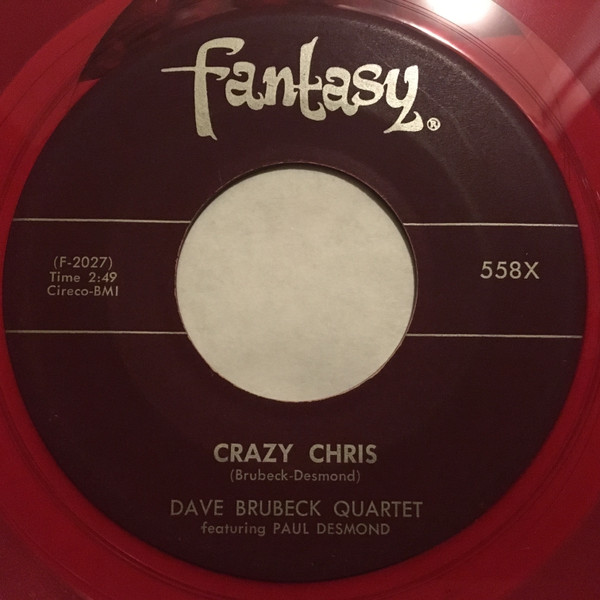 fantasy®
(F-2027)
Time 2:49
Cireco-BMI
558X
CRAZY CHRIS
(Brubeck-Desmond)
DAVE BRUBECK QUARTET
featuring PAUL DESMOND